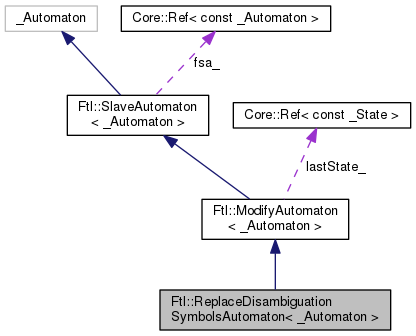 _Automaton
Core::Ref< const _Automaton >
fsa_
Ftl::SlaveAutomaton
< _Automaton >
Core::Ref< const _State >
lastState_
Ftl::ModifyAutomaton
< _Automaton >
Ftl::ReplaceDisambiguation
SymbolsAutomaton< _Automaton >